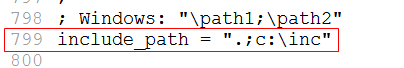 798 ; Windows: "\path1;\path2"
799 include_path = ".;c:\inc"
800